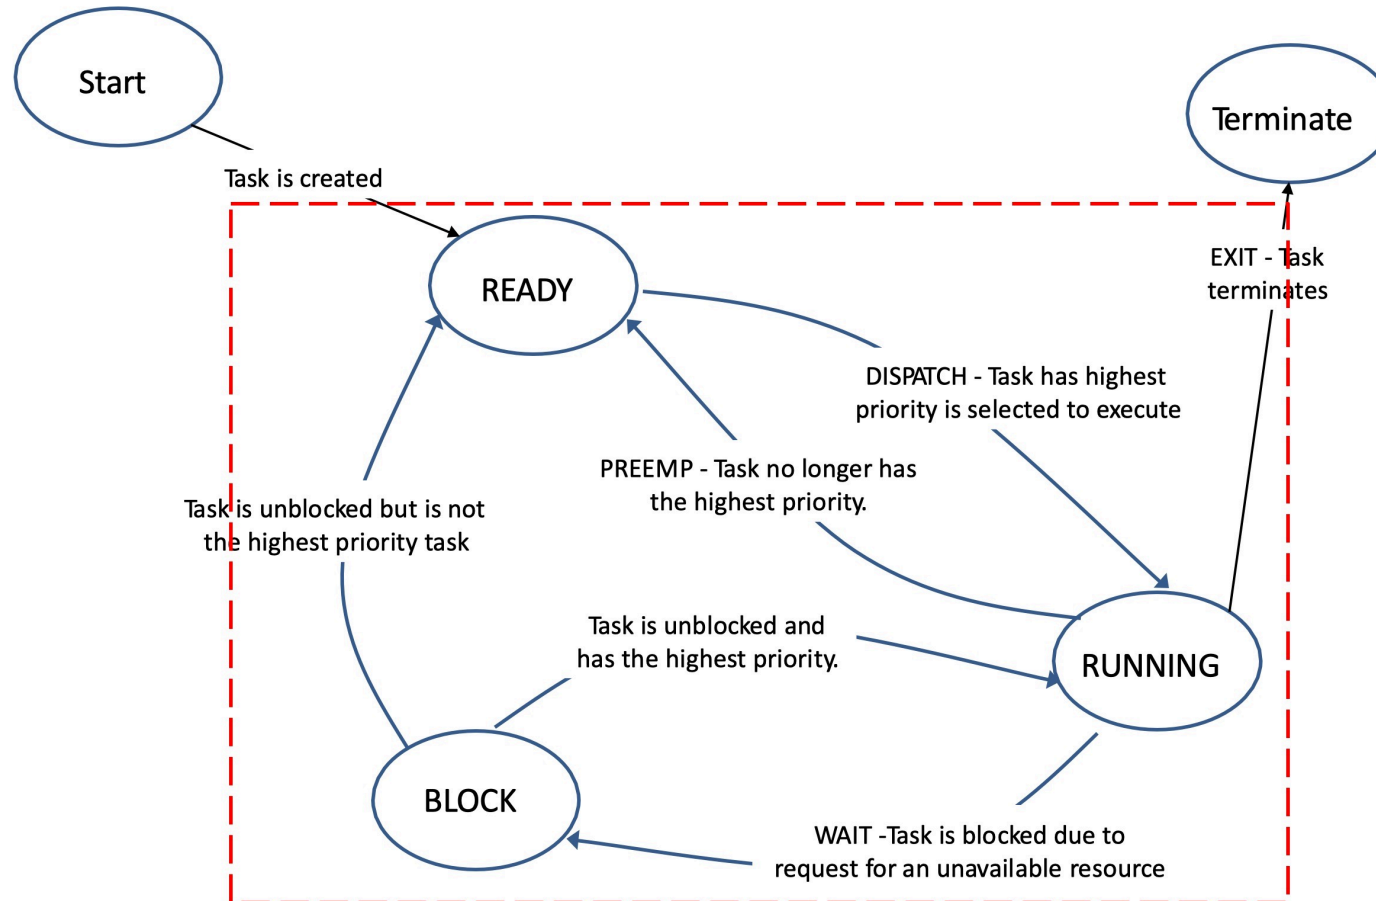 Start
Terminate
Task is created
EXIT - Task
terminates
READY
DISPATCH - Task has highest
priority is selected to execute
PREEMP - Task no longer has
the highest priority.
Task is unblocked but is not
the highest priority task
Task is unblocked and
has the highest priority.
RUNNING
BLOCK
WAIT -Task is blocked due to
request for an unavailable resource